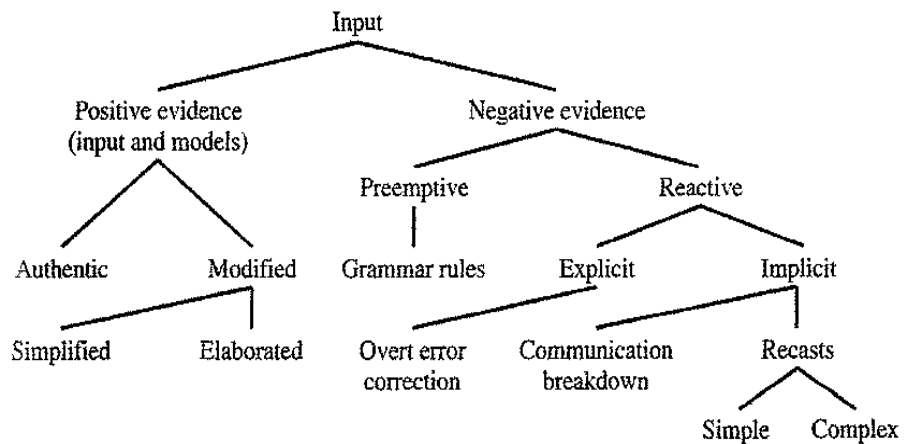 Input
Positive evidence
(input and models)
Negative evidence
Preemptive
Reactive
Authentic
Modified
Grammar rules
Explicit
Implicit
Simplified
Elaborated
Overt error
correction
Communication
breakdown
Recasts
Simple
Complex